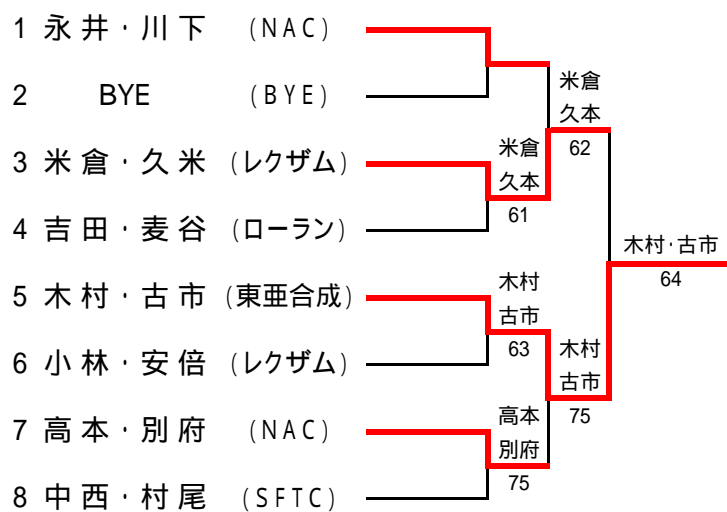 1 永井・川下 (NAC)
2 BYE (BYE)
3 米倉・久米 (レクザム)
4 吉田・麦谷 (ローラン)
5 木村・古市 (東亜合成)
6 小林・安倍 (レクザム)
7 高本・別府 (NAC)
8 中西・村尾 (SFTC)
米倉
久本
61
木村
古市
63
高本
別府
75
米倉
久本
62
木村
古市
75
木村・古市
64